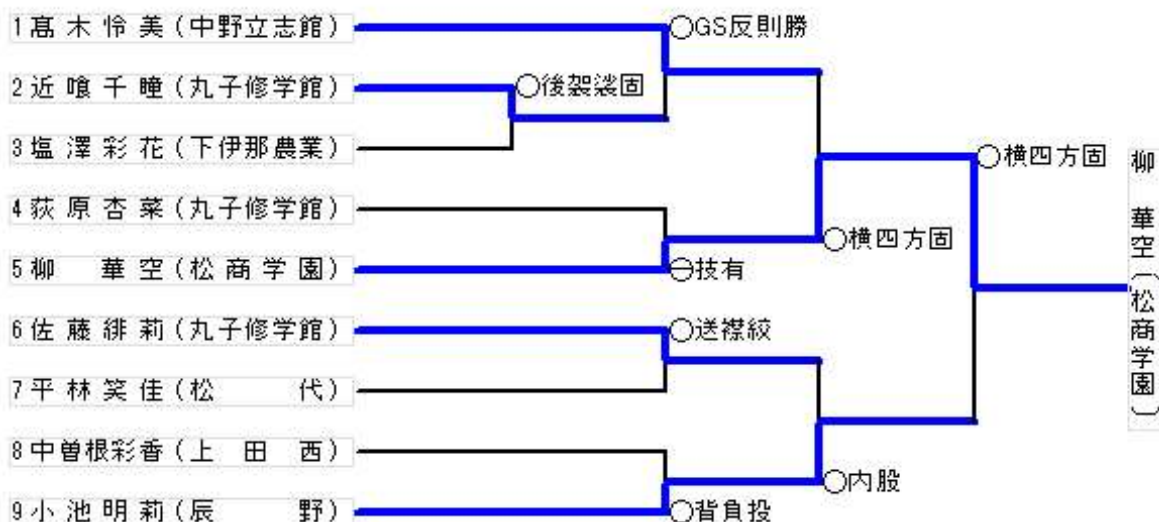 1 髙木伶美(中野立志館)
○GS反則勝
2 近喰千瞳(丸子修学館)
○後袈裟固
3 塩澤彩花(下伊那農業)
○横四方固
4 荻原杏菜(丸子修学館)
○横四方固
5 柳 華空(松商学園)
㊀技有
6 佐藤緋莉(丸子修学館)
○送襟絞
7 平林笑佳(松 代)
8 中曽根彩香(上田西)
○内股
9 小池明莉(辰 野)
○背負投
柳 華空(松商学園)